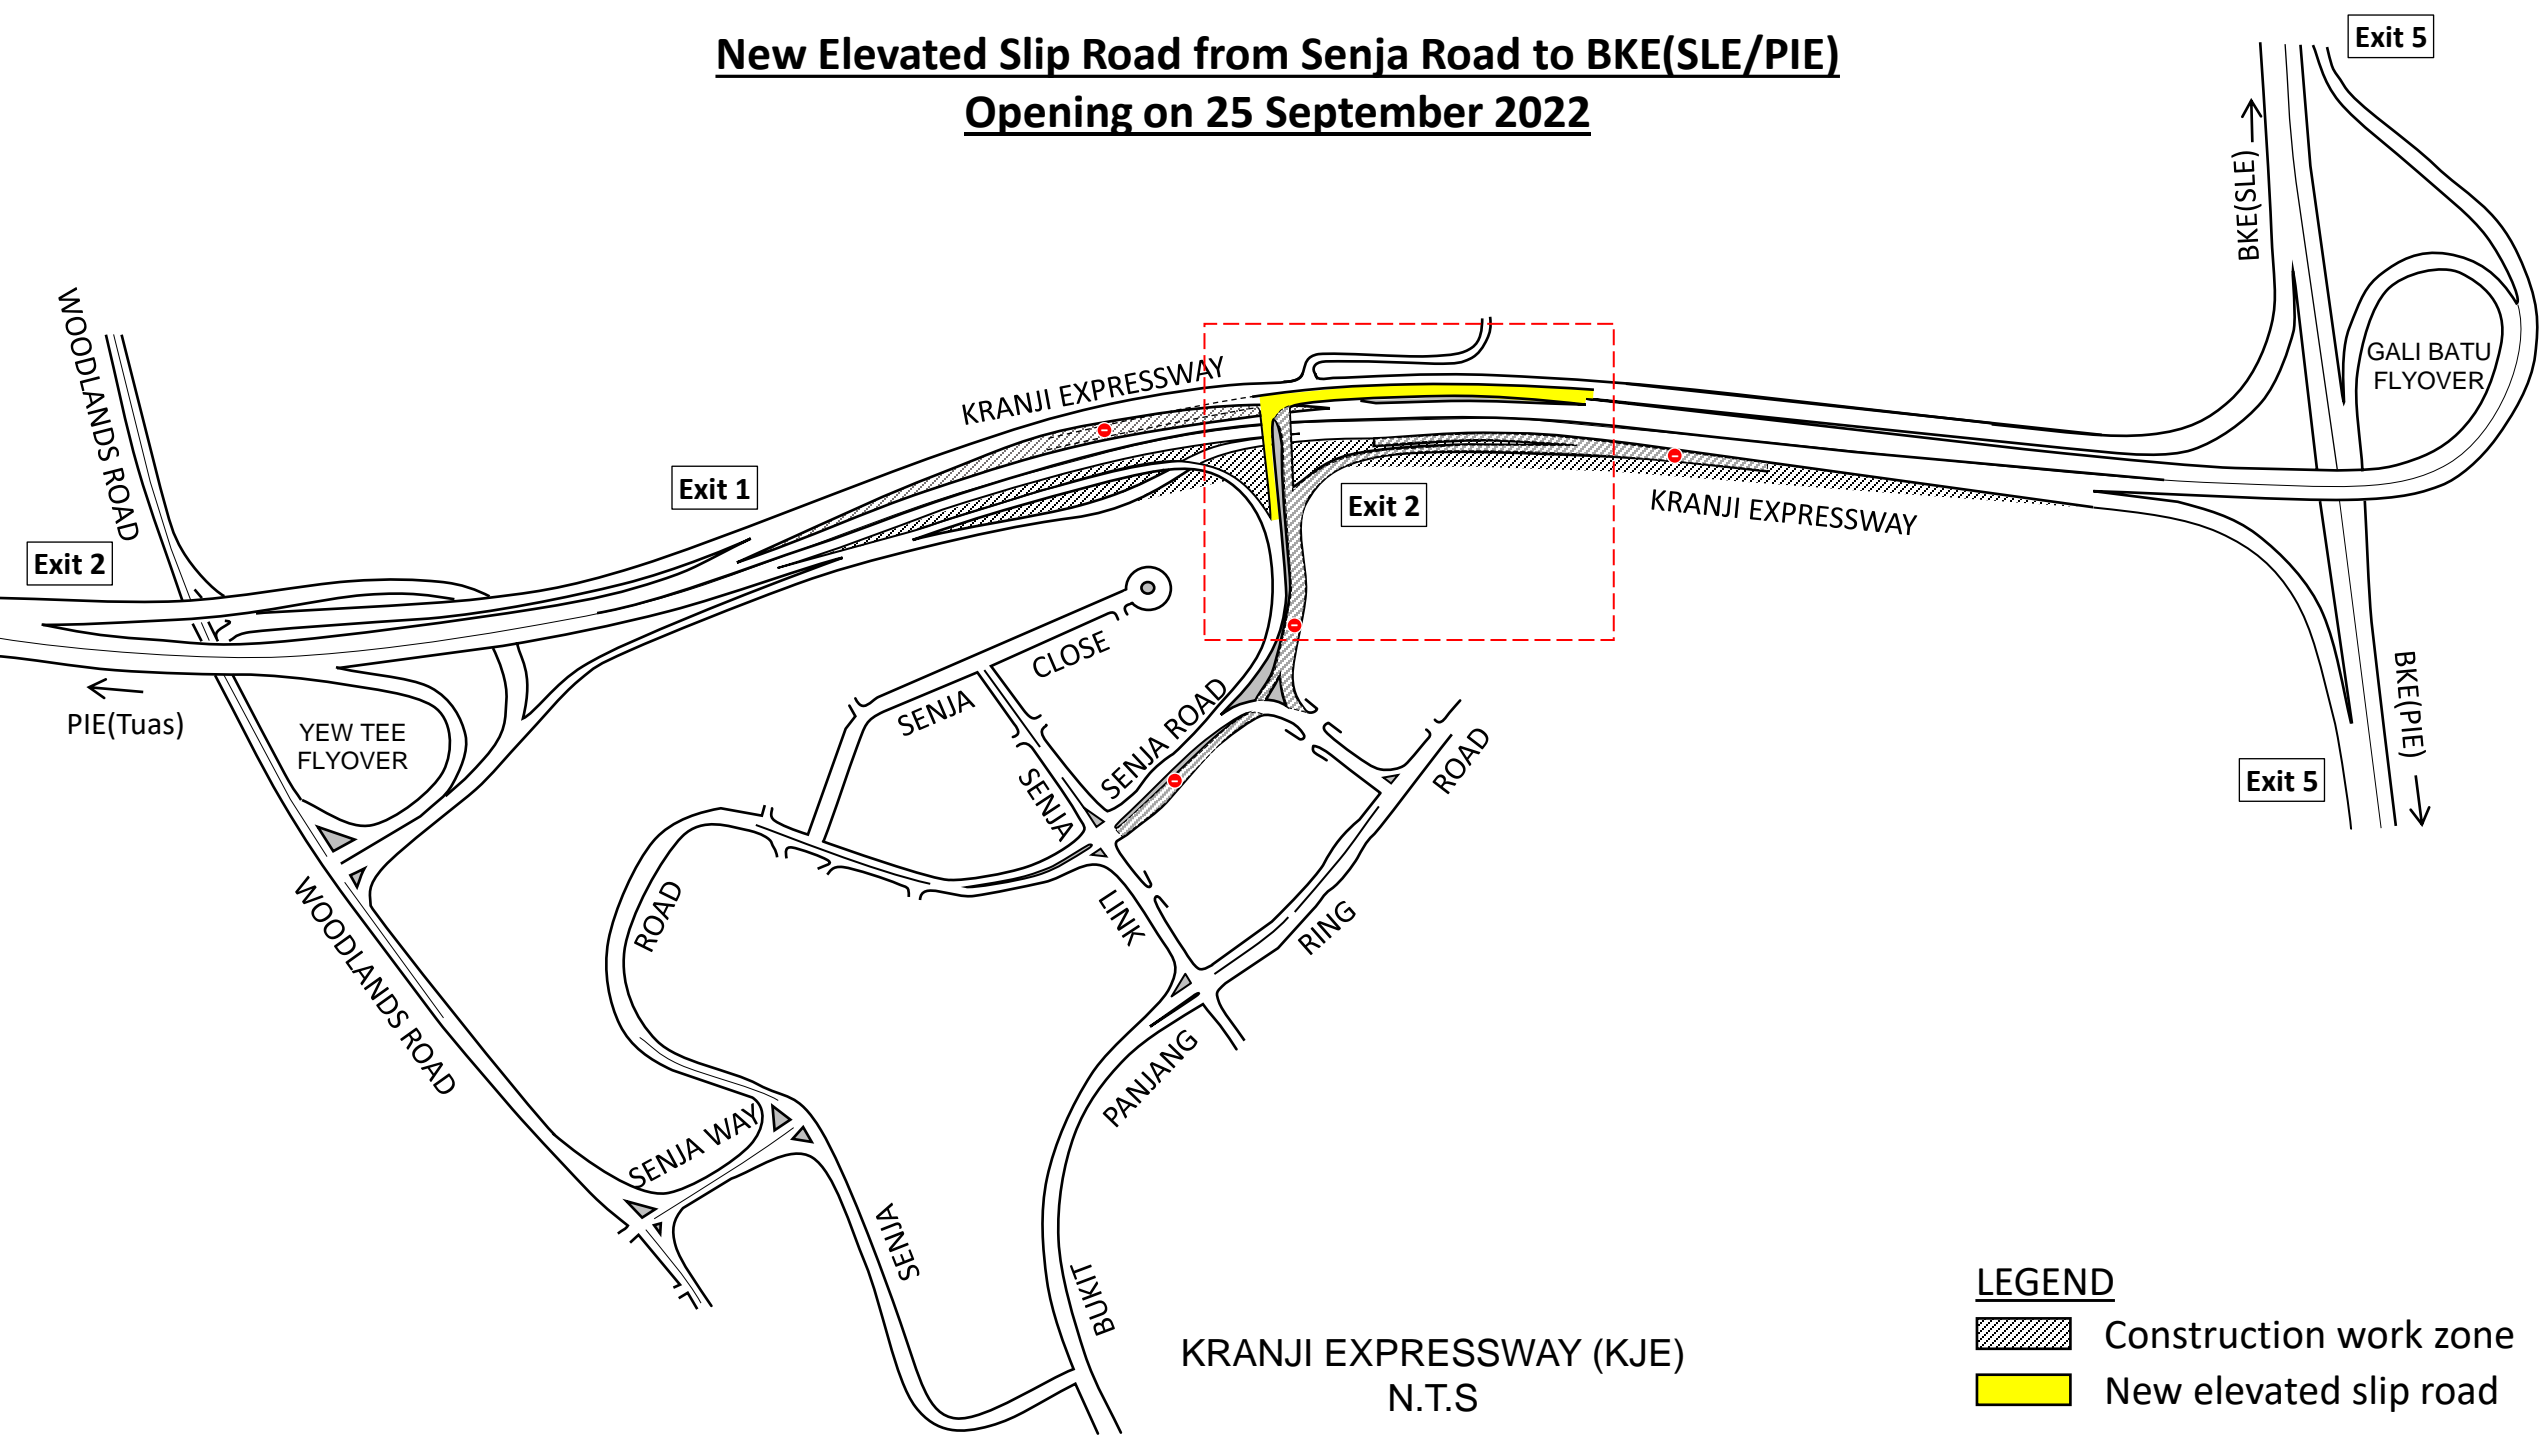 New Elevated Slip Road from Senja Road to BKE(SLE/PIE)
Opening on 25 September 2022
Exit 5
BKE(SLE)
WOODLANDS ROAD
KRANJI EXPRESSWAY
GALI BATU
FLYOVER
Exit 1
Exit 2
Exit 2
KRANJI EXPRESSWAY
PIE(Tuas)
YEW TEE
FLYOVER
SENJA
CLOSE
SENJA ROAD
SENJA
LINK
ROAD
BKE(PIE)
Exit 5
ROAD
RING
WOODLANDS ROAD
PANJANG
SENJA WAY
SENJA
BUKIT
KRANJI EXPRESSWAY (KJE)
N.T.S
LEGEND
Construction work zone
New elevated slip road